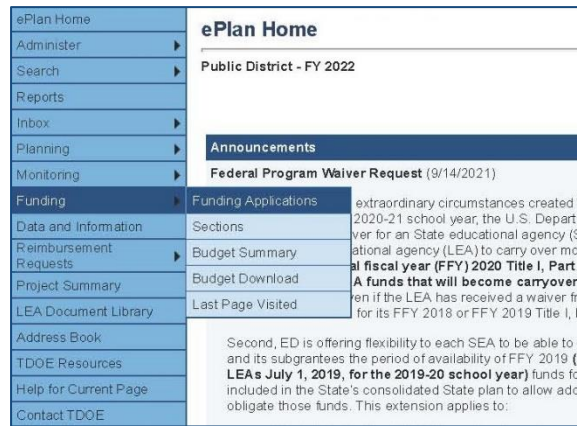 ePlan Home
Administer
Search
Reports
Inbox
Planning
Monitoring
Funding
Data and Information
Reimbursement
Requests
Project Summary
LEA Document Library
Address Book
TDOE Resources
Help for Current Page
Contact TDOE
Funding Applications
Sections
Budget Summary
Budget Download
Last Page Visited
ePlan Home
Public District - FY 2022
Announcements
Federal Program Waiver Request (9/14/2021)
extraordinary circumstances created
2020-21 school year, the U.S. Depart
for an State educational agency (S
agency (LEA) to carry over mo
fiscal year (FFY) 2020 Title I, Part
A funds that will become carryover
if the LEA has received a waiver fr
for its FFY 2018 or FFY 2019 Title I,
Second, ED is offering flexibility to each SEA to be able to
and its subgrantees the period of availability of FFY 2019 (
LEAs July 1, 2019, for the 2019-20 school year) funds fo
included in the State's consolidated State plan to allow add
obligate those funds. This extension applies to: